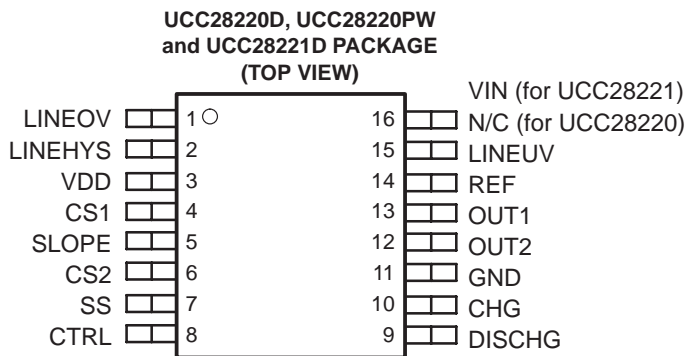 UCC28220D, UCC28220PW
and UCC28221D PACKAGE
(TOP VIEW)
VIN (for UCC28221)
LINEOV 1 16 N/C (for UCC28220)
LINEHYS 2 15 LINEUV
VDD 3 14 REF
CS1 4 13 OUT1
SLOPE 5 12 OUT2
CS2 6 11 GND
SS 7 10 CHG
CTRL 8 9 DISCHG